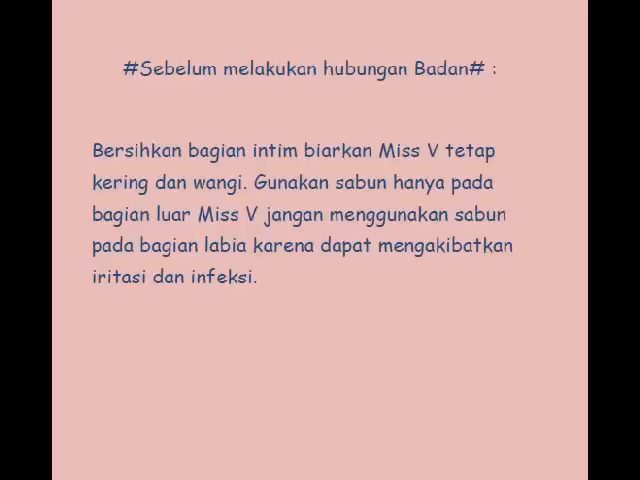 #Sebelum melakukan hubungan Badan# :
Bersihkan bagian intim biarkan Miss V tetap
kering dan wangi. Gunakan sabun hanya pada
bagian luar Miss V jangan menggunakan sabun
pada bagian labia karena dapat mengakibatkan
iritasi dan infeksi.